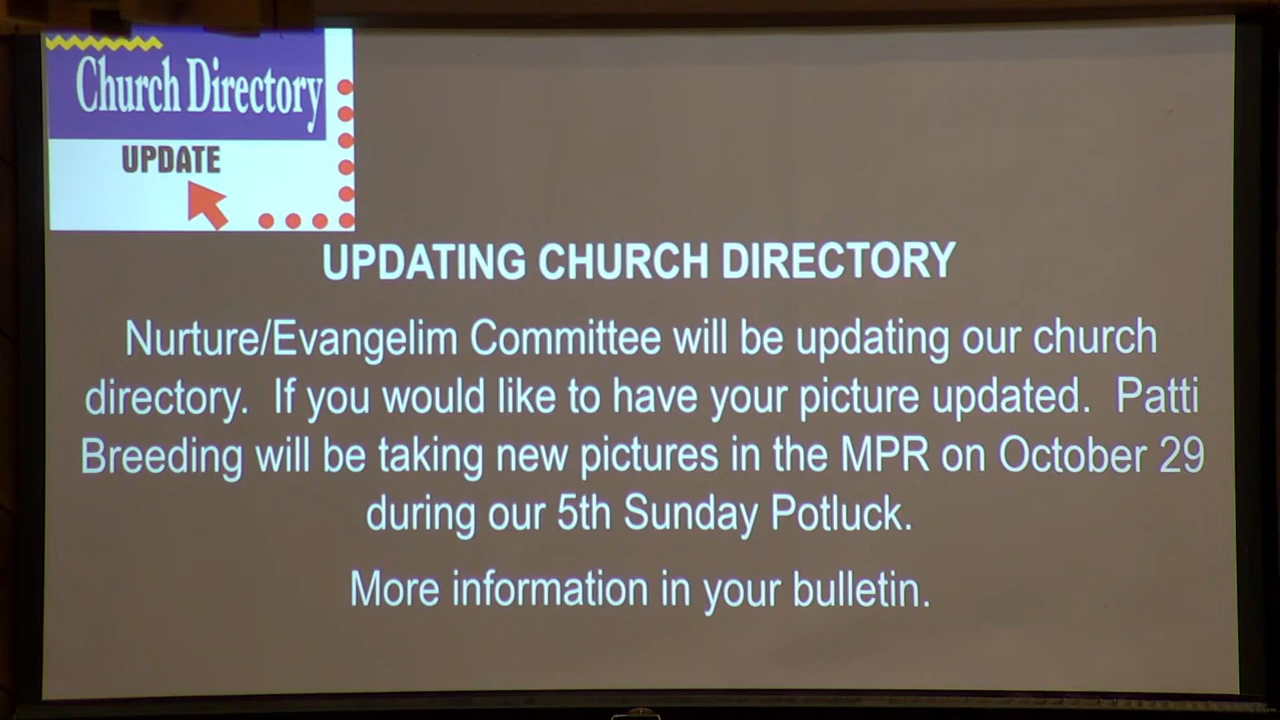 Church Directory
UPDATE
UPDATING CHURCH DIRECTORY
Nurture/Evangelim Committee will be updating our church
directory.  If you would like to have your picture updated.  Patti
Breeding will be taking new pictures in the MPR on October 29
during our 5th Sunday Potluck.
More information in your bulletin.